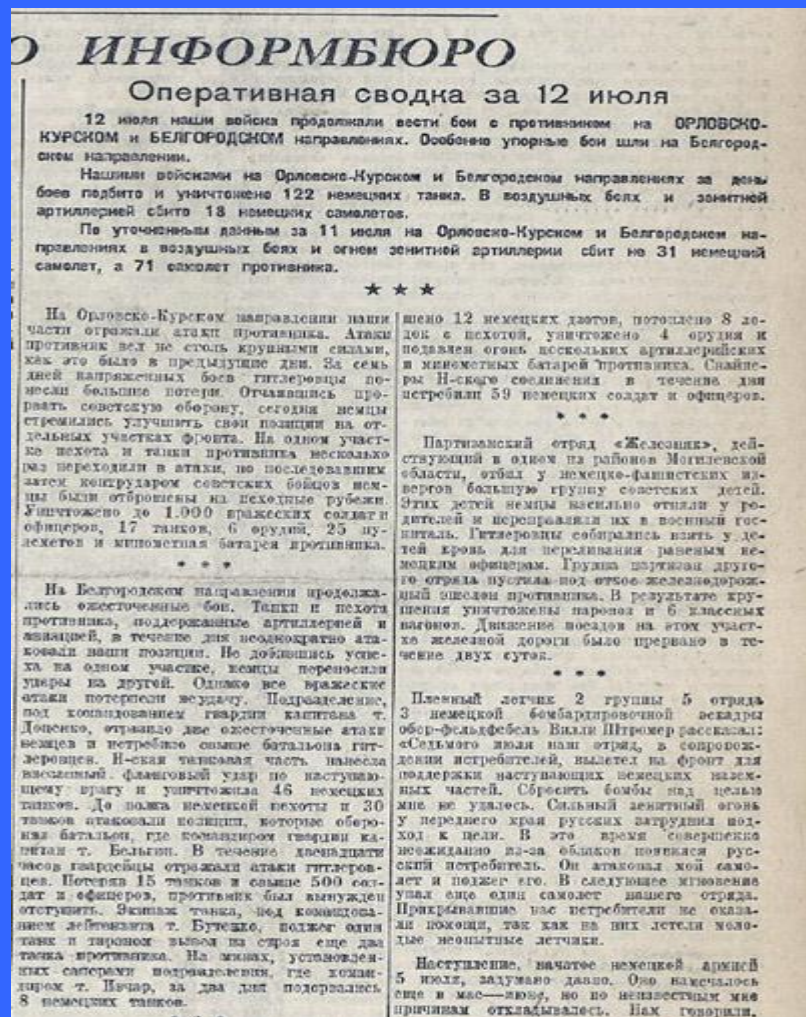 О ИНФОРМБЮРО
Оперативная сводка за 12 июля
12 июля наши войска продолжали вести бои с противником на ОРЛОВСКО-
КУРСКОМ и БЕЛГОРОДСКОМ направлениях. Особенно упорные бои шли на Белгород-
ском направлении.
Нашими войсками на Орловско-Курском и Белгородском направлениях за день
боев подбито и уничтожено 122 немецких танка. В воздушных боях и зенитной
артиллерией сбито 18 немецких самолетов.
По уточненным данным за 11 июля на Орловско-Курском и Белгородском на-
правлениях в воздушных боях и огнем зенитной артиллерии сбит не 31 немецкий
самолет, а 71 самолет противника.
★ ★ ★
На Орловско-Курском направлении наши
части отражали атаки противника. Атаки
противник вел не столь крупными силами,
как это было в предыдущие дни. За семь
дней напряженных боев гитлеровцы по-
несли большие потери. Отчаявшись про-
рвать советскую оборону, сегодня немцы
стремились улучшить свои позиции на от-
дельных участках фронта. На одном участ-
ке пехота и танки противника несколько
раз переходили в атаки, но последовавшим
затем контрударом советских бойцов нем-
цы были отброшены на исходные рубежи.
Уничтожено до 1.000 вражеских солдат и
офицеров, 17 танков, 6 орудий, 25 пу-
леметов и минометная батарея противника.
* * *
На Белгородском направлении продолжа-
лись ожесточенные бои. Танки и пехота
противника, поддержанные артиллерией и
авиацией, в течение дня неоднократно ата-
ковали наши позиции. Не добившись успе-
ха на одном участке, немцы переносили
удары на другой. Однако все вражеские
атаки потерпели неудачу. Подразделение,
под командованием гвардии капитана т.
Доценко, отразило две ожесточенные атаки
немцев и истребило свыше батальона гит-
леровцев. Н-ская танковая часть нанесла
внезапный фланговый удар по наступаю-
щему врагу и уничтожила 46 немецких
танков. До полка немецкой пехоты и 30
танков атаковали позиции, которые оборо-
нял батальон, где командиром гвардии ка-
питан т. Бельгин. В течение двенадцати
часов гвардейцы отражали атаки гитлеров-
цев. Потеряв 15 танков и свыше 500 сол-
дат и офицеров, противник был вынужден
отступить. Экипаж танка, под командова-
нием лейтенанта т. Бутенко, поджег один
танк и тараном вывел из строя еще два
танка противника. На минах, установлен-
ных саперами подразделения, где коман-
диром т. Пичар, за два дня подорвались
8 немецких танков.
шено 12 немецких дзотов, потоплено 8 ло-
док с пехотой, уничтожено 4 орудия и
подавлен огонь нескольких артиллерийских
и минометных батарей противника. Снайпе-
ры Н-ского соединения в течение дня
истребили 59 немецких солдат и офицеров.
* * *
Партизанский отряд «Железняк», дей-
ствующий в одном из районов Могилевской
области, отбил у немецко-фашистских из-
вергов большую группу советских детей.
Этих детей немцы насильно отняли у ро-
дителей и переправляли их в военный гос-
питаль. Гитлеровцы собирались взять у де-
тей кровь для переливания раненым не-
мецким офицерам. Группа партизан другого
го отряда пустила под откос железнодорож-
ный эшелон противника. В результате кру-
шения уничтожены паровоз и 6 классных
вагонов. Движение поездов на этом участ-
ке железной дороги было прервано в те-
чение двух суток.
* * *
Пленный летчик 2 группы 5 отряда
3 немецкой бомбардировочной эскадры
обер-фельдфебель Вилли Штромер рассказал:
«Седьмого июля наш отряд, в сопровож-
дении истребителей, вылетел на фронт для
поддержки наступающих немецких назем-
ных частей. Сбросить бомбы над целью
мне не удалось. Сильный зенитный огонь
у переднего края русских затруднил под-
ход к цели. В это время совершенно
неожиданно из-за облаков появился рус-
ский истребитель. Он атаковал мой само-
лет и поджег его. В следующее мгновение
упал еще один самолет нашего отряда.
Прикрывавшие нас истребители не оказа-
ли помощи, так как на них летели моло-
дые неопытные летчики.
Наступление, начатое немецкой армией
5 июля, задумано давно. Оно намечалось
еще в мае—июне, но по неизвестным мне
причинам откладывалось. Нам говорили,